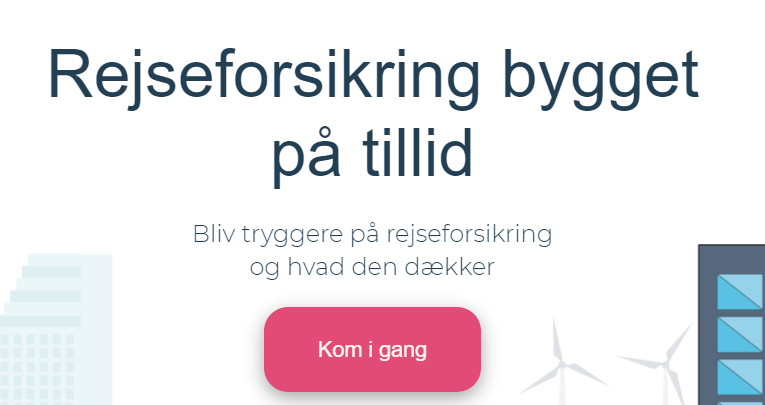 Rejseforsikring bygget
på tillid
Bliv tryggere på rejseforsikring
og hvad den dækker
Kom i gang